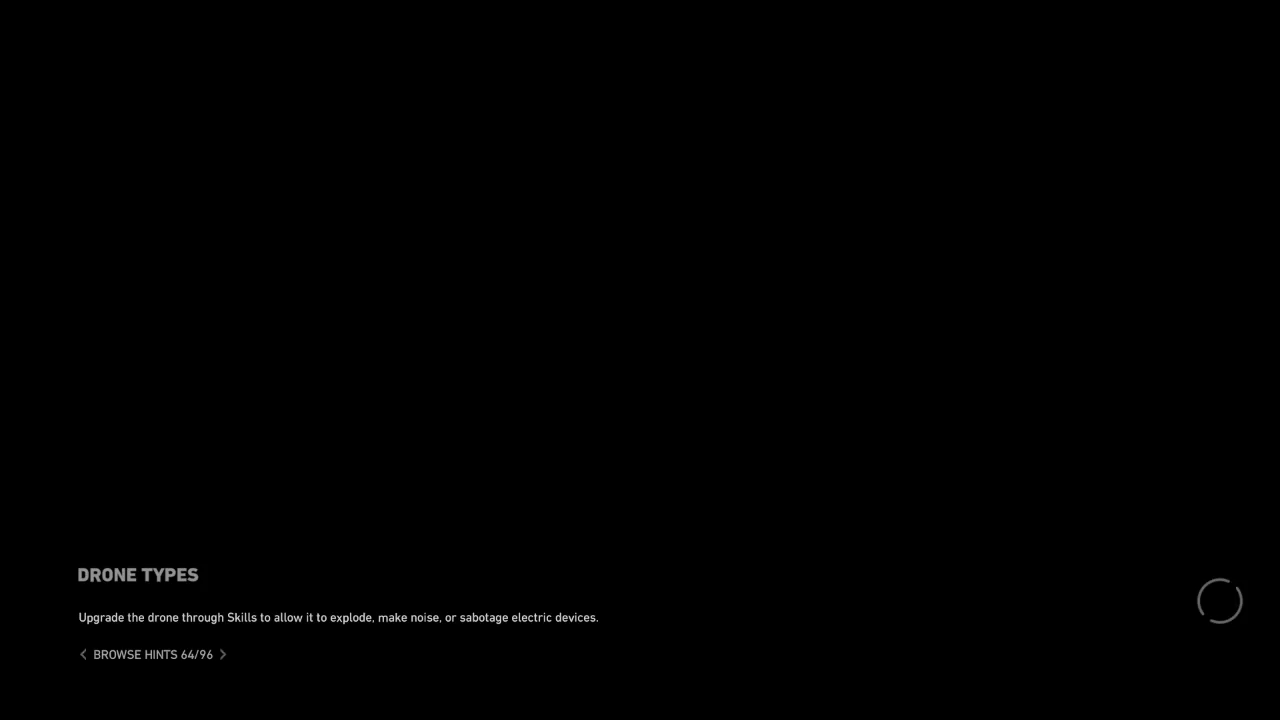 DRONE TYPES
Upgrade the drone through Skills to allow it to explode, make noise, or sabotage electric devices.
BROWSE HINTS 64/96